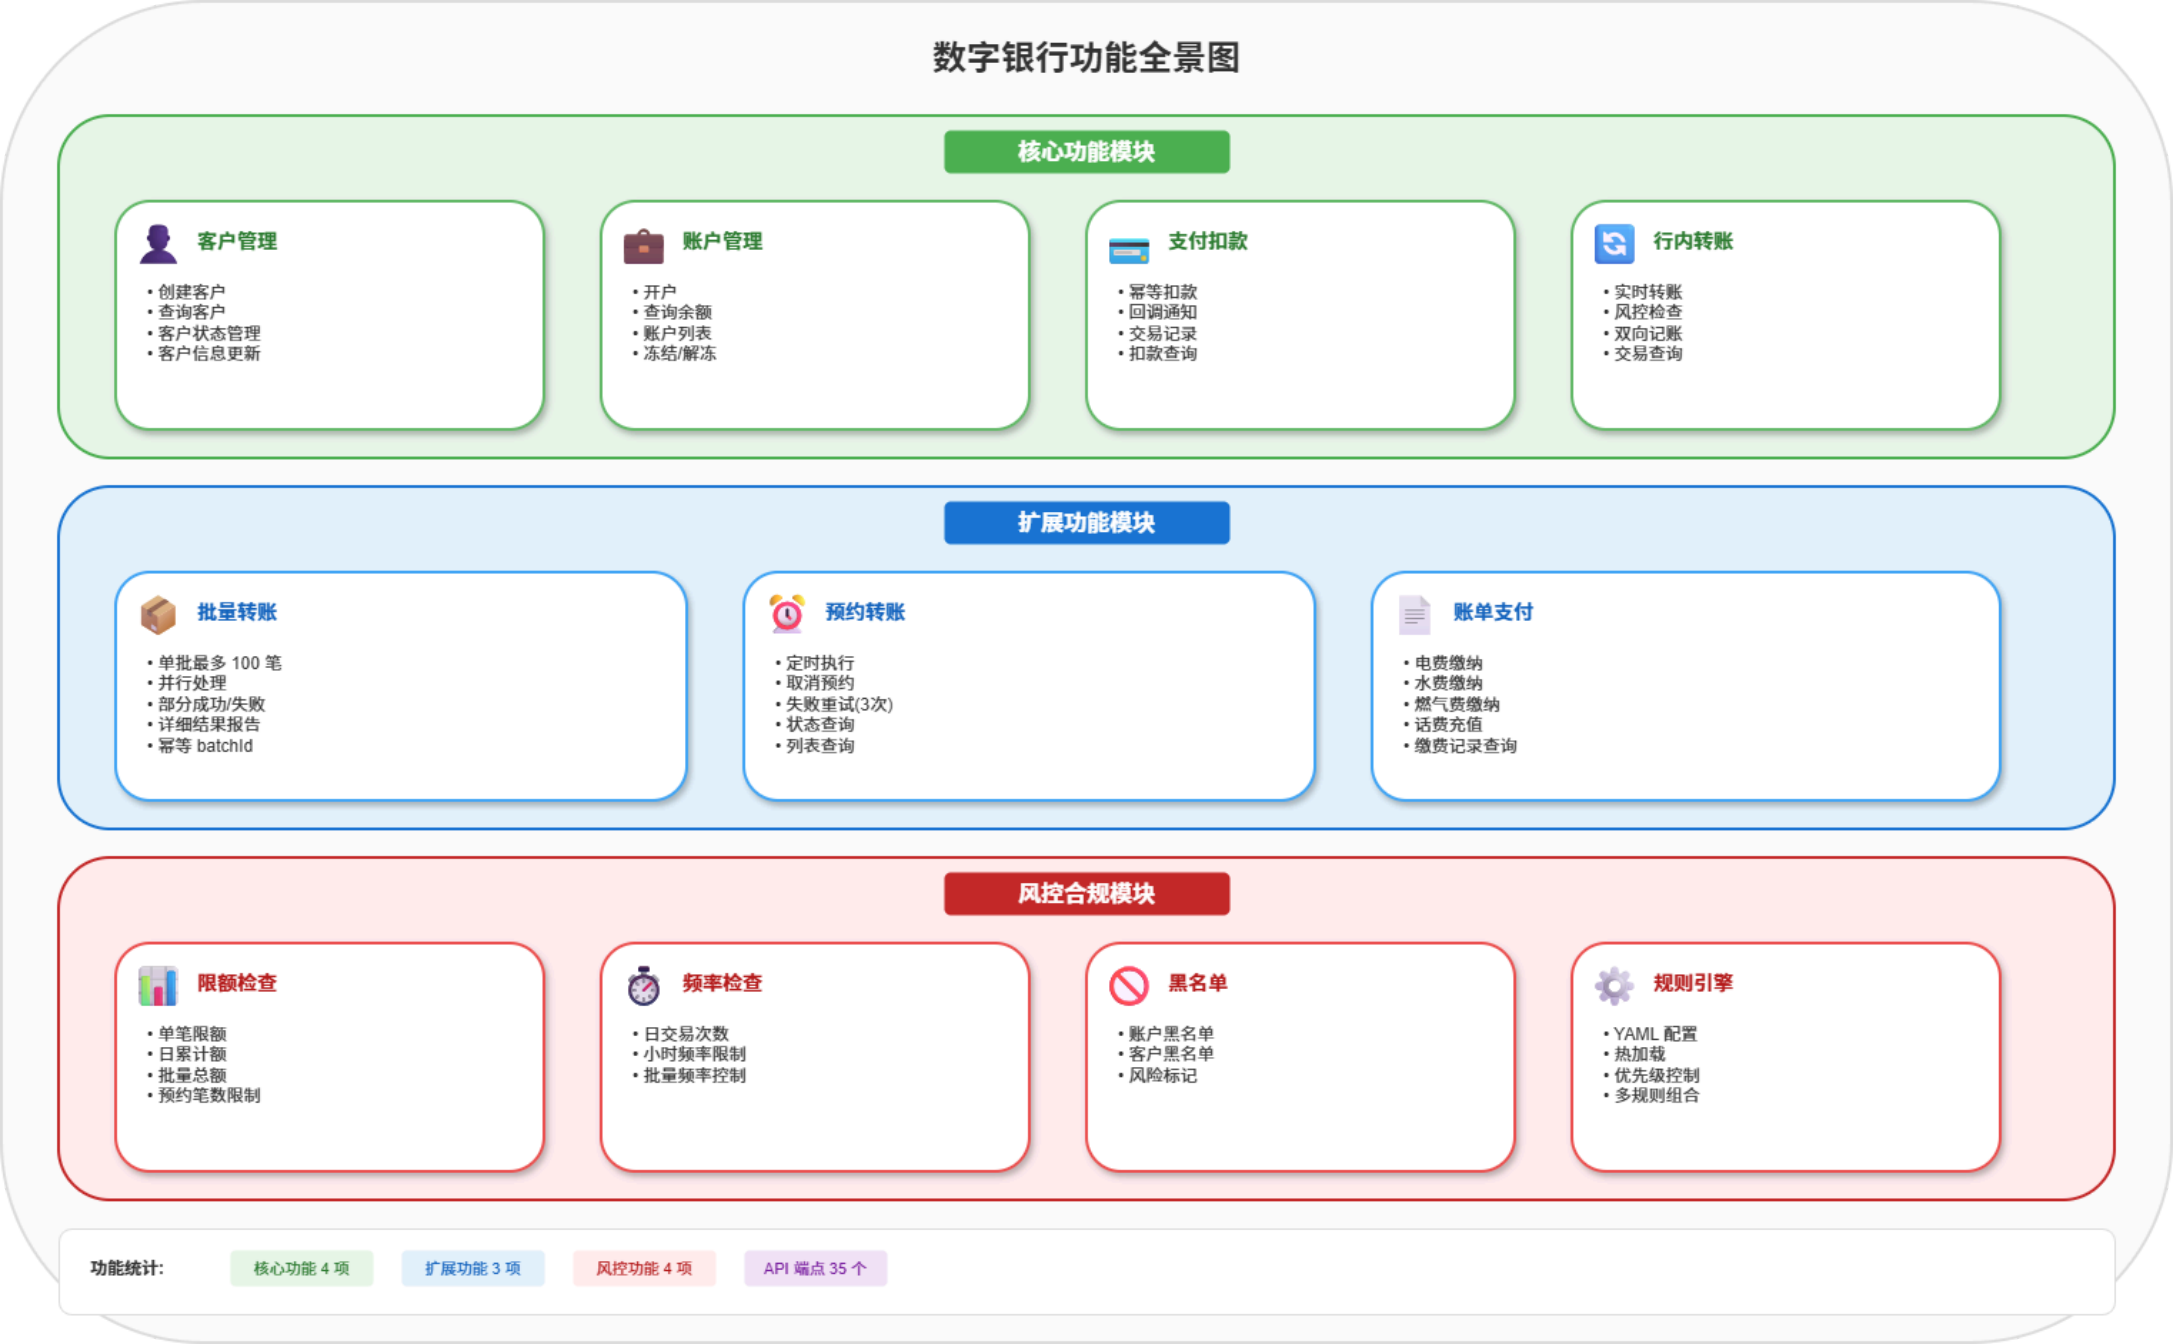 数字银行功能全景图
核心功能模块
客户管理
• 创建客户
• 查询客户
• 客户状态管理
• 客户信息更新
账户管理
• 开户
• 查询余额
• 账户列表
• 冻结/解冻
支付扣款
• 幂等扣款
• 回调通知
• 交易记录
• 扣款查询
行内转账
• 实时转账
• 风控检查
• 双向记账
• 交易查询
扩展功能模块
批量转账
• 单批最多 100 笔
• 并行处理
• 部分成功/失败
• 详细结果报告
• 幂等 batchId
预约转账
• 定时执行
• 取消预约
• 失败重试(3次)
• 状态查询
• 列表查询
账单支付
• 电费缴纳
• 水费缴纳
• 燃气费缴纳
• 话费充值
• 缴费记录查询
风控合规模块
限额检查
• 单笔限额
• 日累计额
• 批量总额
• 预约笔数限制
频率检查
• 日交易次数
• 小时频率限制
• 批量频率控制
黑名单
• 账户黑名单
• 客户黑名单
• 风险标记
规则引擎
• YAML 配置
• 热加载
• 优先级控制
• 多规则组合
功能统计:
核心功能 4 项
扩展功能 3 项
风控功能 4 项
API 端点 35 个